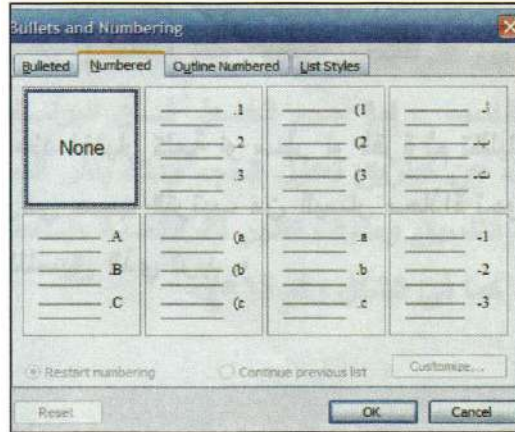 Bullets and Numbering
Bulleted Numbered Outline Numbered List Styles
None
.1
.2
.3
(1
(2
(3
أ-
ب-
ت-
.A
.B
.C
(a
(b
(c
.a
.b
.c
-1
-2
-3
Restart numbering Continue previous list Customize...
Reset OK Cancel